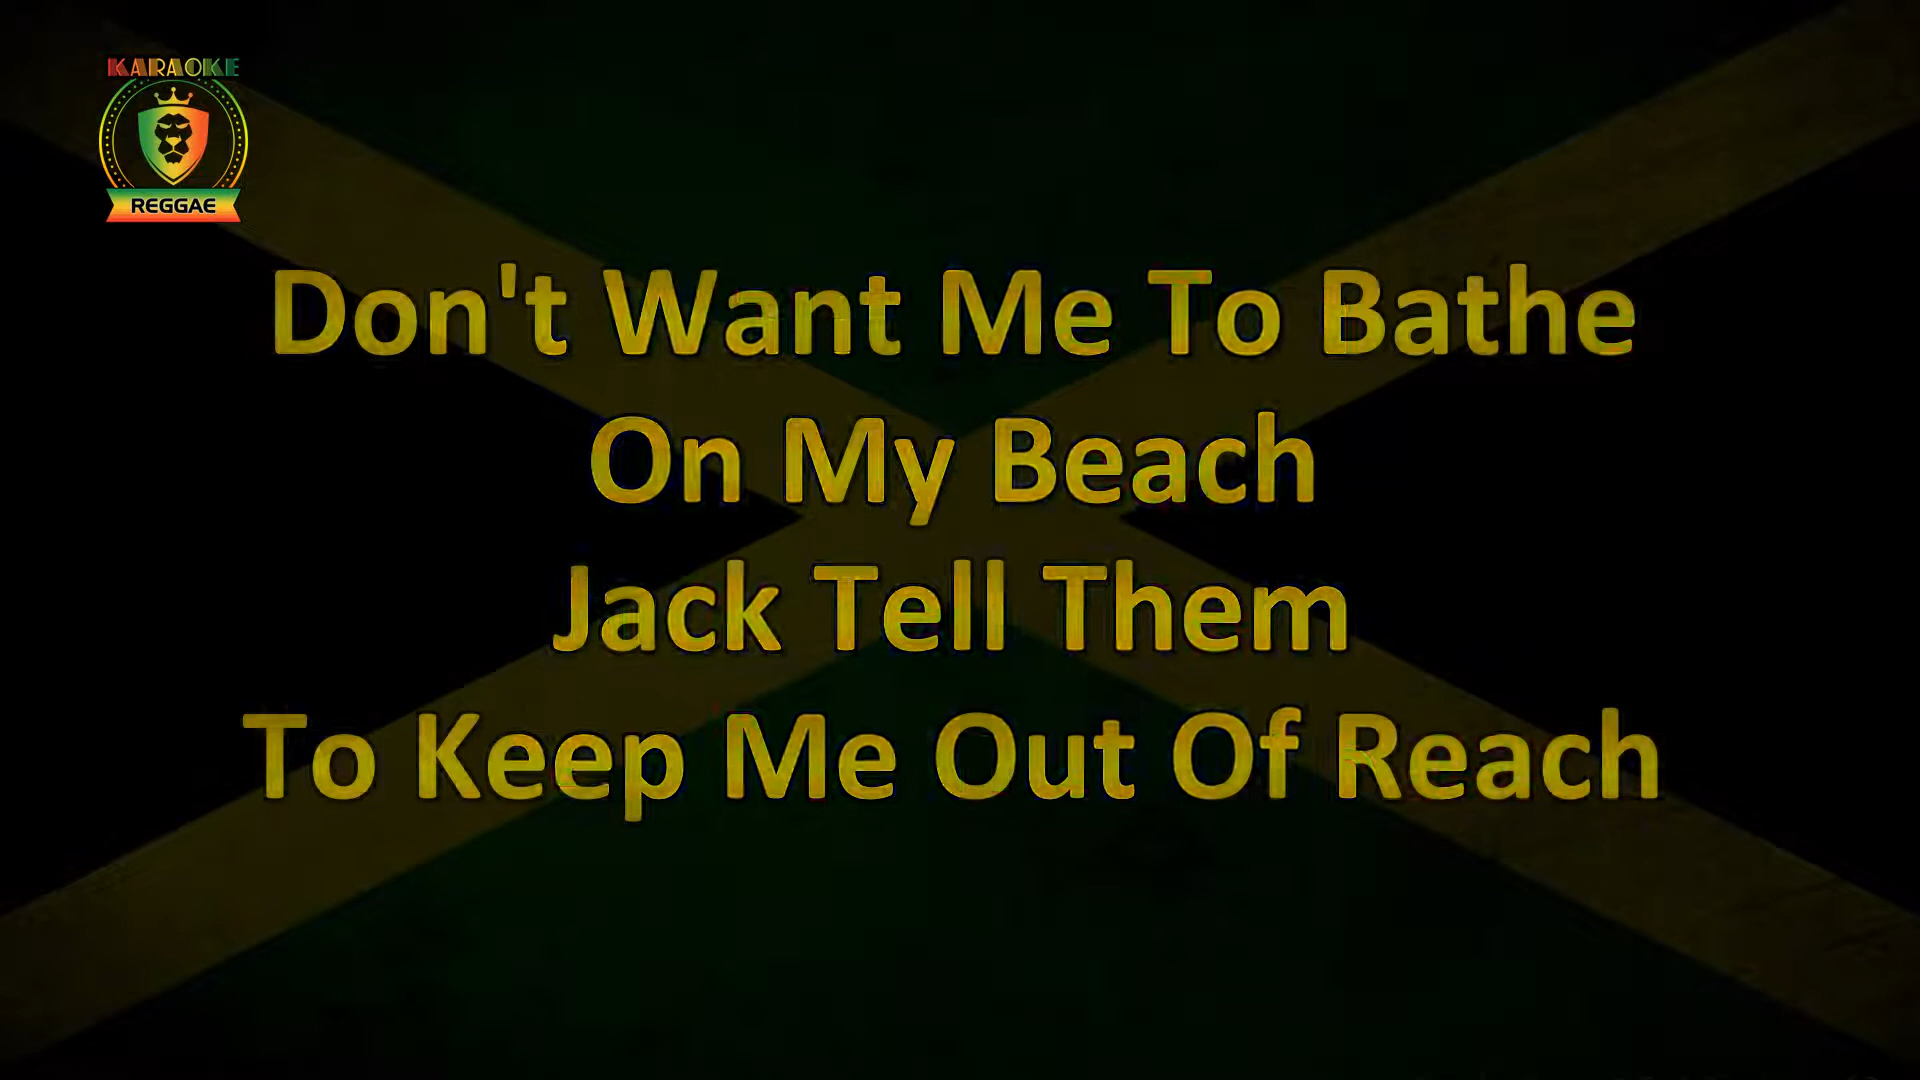 KARAOKE
REGGAE
Don't Want Me To Bathe
On My Beach
Jack Tell Them
To Keep Me Out Of Reach